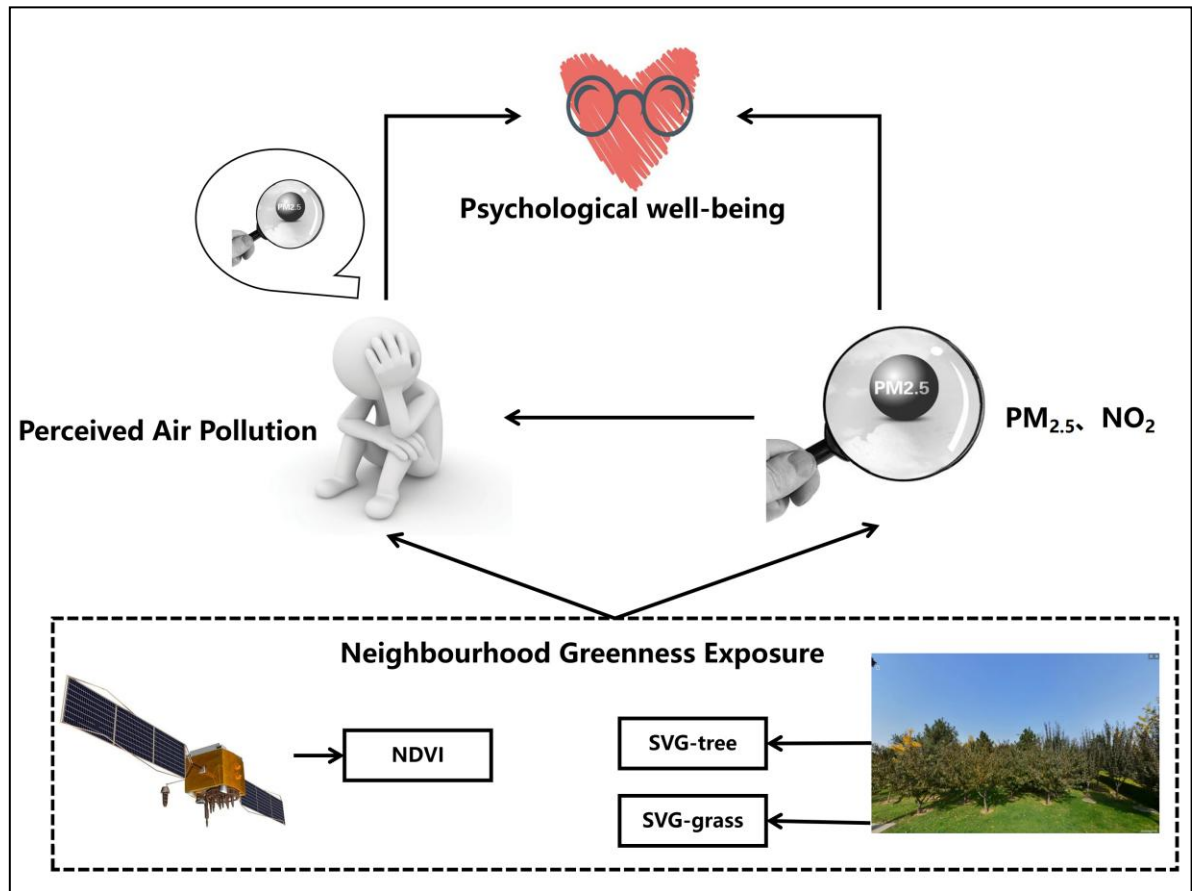 PM2.5
Psychological well-being
Perceived Air Pollution
PM2.5
PM₂.₅、NO₂
Neighbourhood Greenness Exposure
NDVI
SVG-tree
SVG-grass